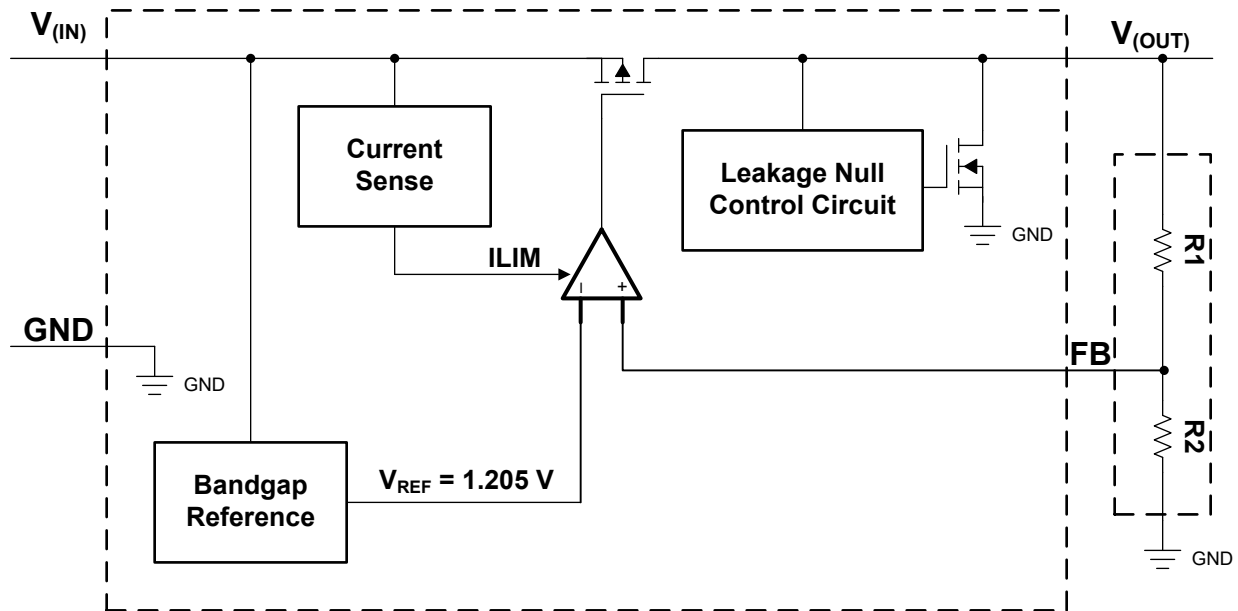 V(IN)
V(OUT)
Current
Sense
Leakage Null
Control Circuit
GND
R1
ILIM
- +
GND
GND
FB
R2
Bandgap
Reference
VREF = 1.205 V
GND